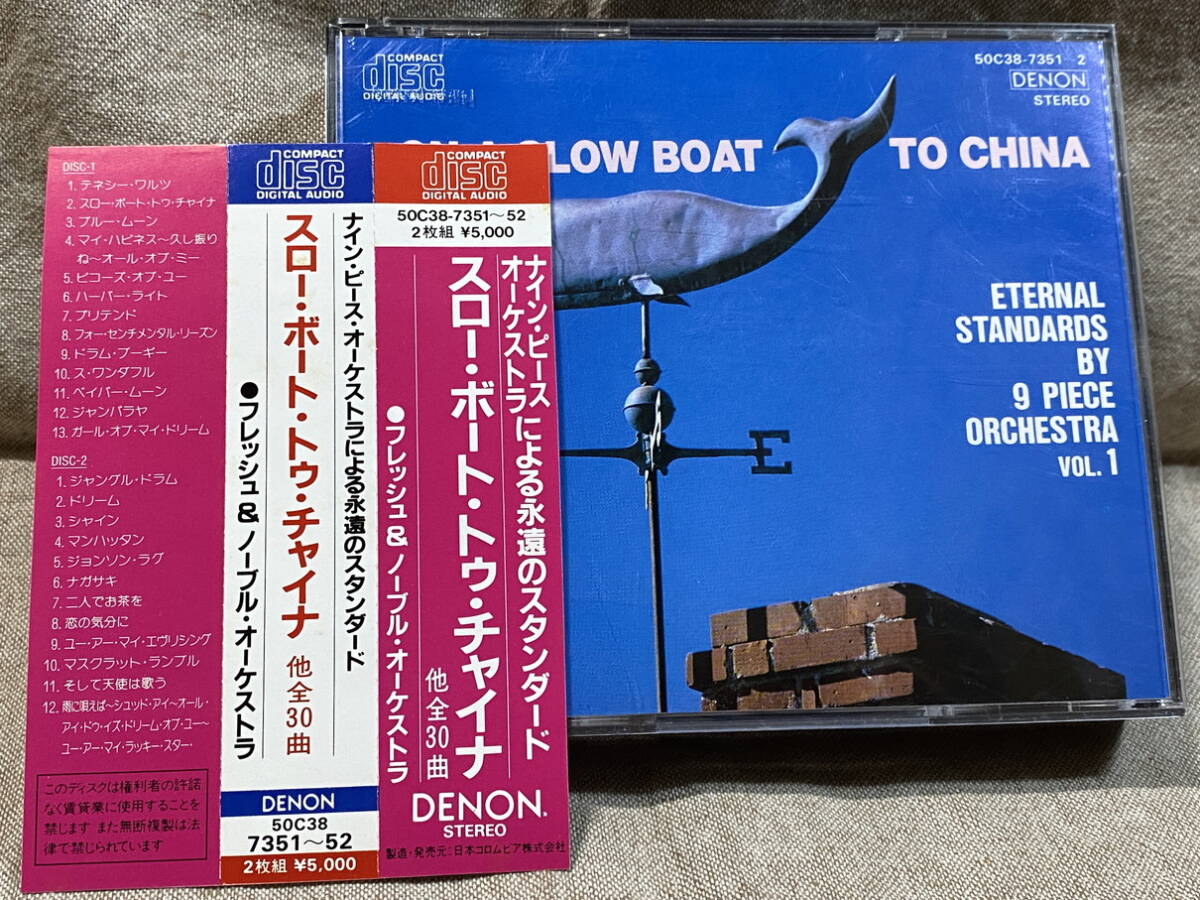 DISC-1
1. テネシー・ワルツ
2. スロー・ボート・トゥ・チャイナ
3. ブルー・ムーン
4. マイ・ハピネス〜久し振り
ね〜オール・オブ・ミー
5. ビコーズ・オブ・ユー
6. ハーバー・ライト
7. プリテンド
8. フォー・センチメンタル・リーズン
9. ドラム・ブーギー
10. ス・ワンダフル
11. ペイパー・ムーン
12. ジャンバラヤ
13. ガール・オブ・マイ・ドリーム
DISC-2
1. ジャングル・ドラム
2. ドリーム
3. シャイン
4. マンハッタン
5. ジョンソン・ラグ
6. ナガサキ
7. 二人でお茶を
8. 恋の気分に
9. ユー・アー・マイ・エヴリシング
10. マスクラット・ランブル
11. そして天使は歌う
12. 雨に唄えば〜シュッド・アイ〜オール・
アイ・ドゥ・イズ・ドリーム・オブ・ユー〜
ユー・アー・マイ・ラッキー・スター・
このディスクは権利者の許諾
なく賃貸業に使用することを
禁じます また無断複製は法
律で禁じられています
COMPACT
disc
DIGITAL AUDIO
ナイン・ピース・オーケストラによる永遠のスタンダード
スロー・ボート・トゥ・チャイナ 他全30曲
●フレッシュ&ノーブル・オーケストラ
DENON
50C38
7351〜52
2枚組 ¥5,000
COMPACT
disc
DIGITAL AUDIO
50C38-7351〜52
2枚組 ¥5,000
ナイン・ピース
オーケストラによる永遠のスタンダード
スロー・ボート・トゥ・チャイナ
他全30曲
●フレッシュ&ノーブル・オーケストラ
DENON.
STEREO
製造・発売元:日本コロムビア株式会社
COMPACT
disc
DIGITAL AUDIO
50C38-7351 2
DENON
STEREO
SLOW BOAT TO CHINA
ETERNAL
STANDARDS
BY
9 PIECE
ORCHESTRA
VOL. 1
E